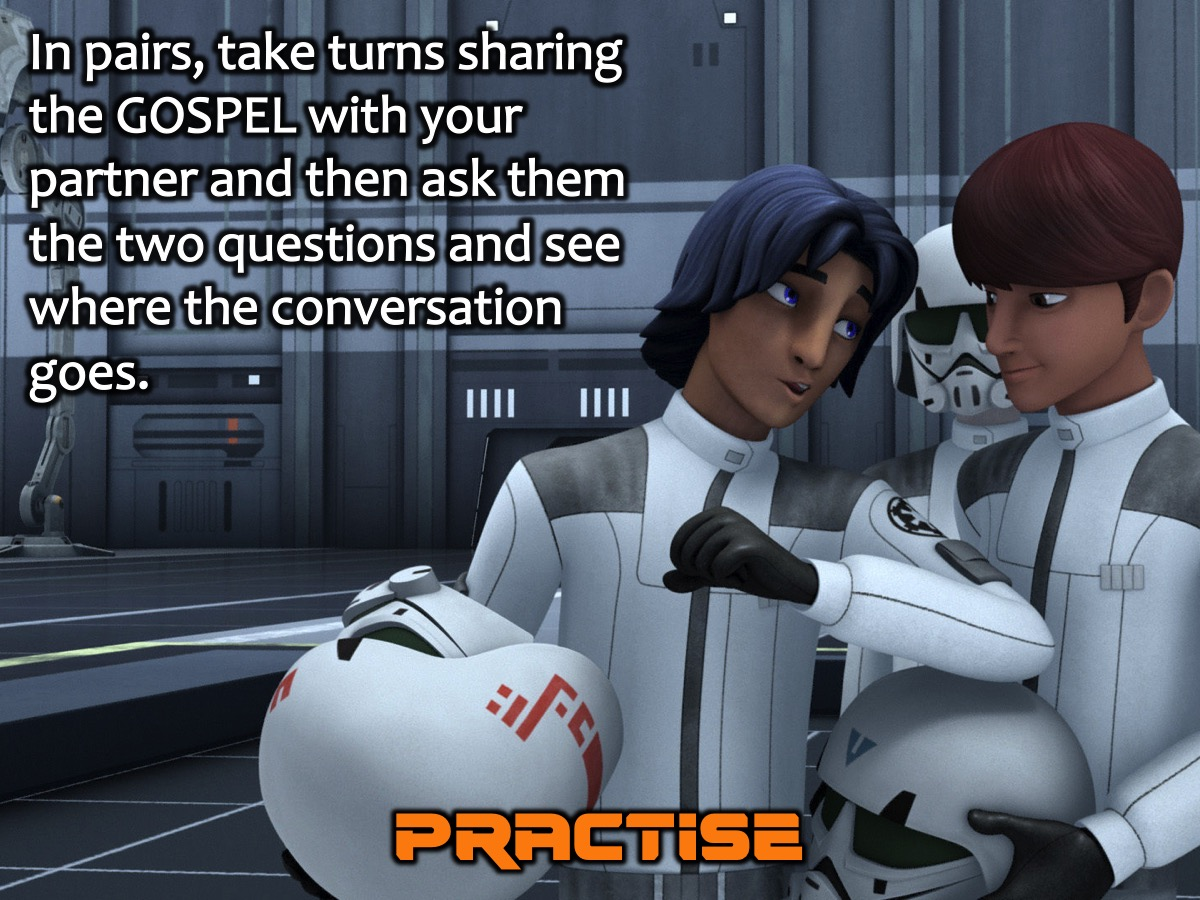 In pairs, take turns sharing
the GOSPEL with your
partner and then ask them
the two questions and see
where the conversation
goes.
PRACTISE